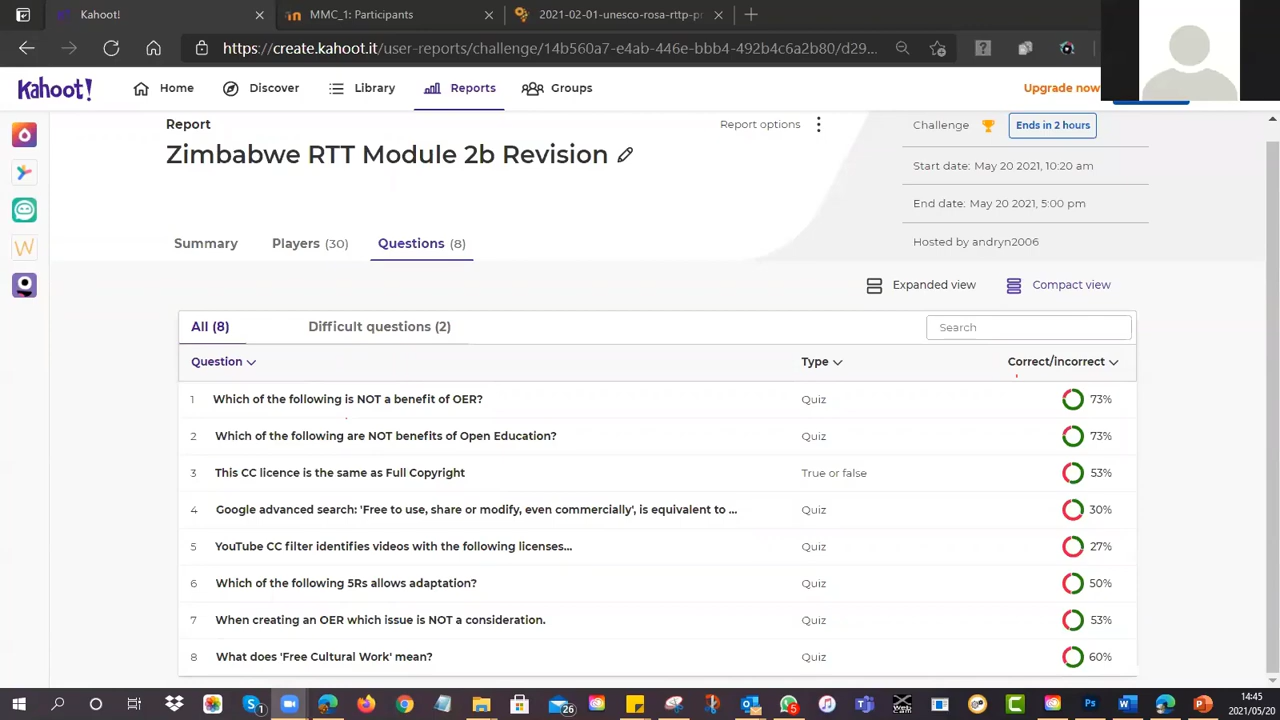 Kahoot!
MMC_1: Participants
2021-02-01-unesco-rosa-rttp-pr
https://create.kahoot.it/user-reports/challenge/14b560a7-e4ab-446e-bbb4-492b4c6a2b80/d29...
Kahoot!
Home
Discover
Library
Reports
Groups
Upgrade now
Report
Report options
Challenge
Ends in 2 hours
Zimbabwe RTT Module 2b Revision
Start date: May 20 2021, 10:20 am
End date: May 20 2021, 5:00 pm
Hosted by andryn2006
Summary
Players (30)
Questions (8)
Expanded view
Compact view
All (8)
Difficult questions (2)
Search
Question
Type
Correct/incorrect
1 Which of the following is NOT a benefit of OER? Quiz 73%
2 Which of the following are NOT benefits of Open Education? Quiz 73%
3 This CC licence is the same as Full Copyright True or false 53%
4 Google advanced search: 'Free to use, share or modify, even commercially', is equivalent to ... Quiz 30%
5 YouTube CC filter identifies videos with the following licenses... Quiz 27%
6 Which of the following 5Rs allows adaptation? Quiz 50%
7 When creating an OER which issue is NOT a consideration. Quiz 53%
8 What does 'Free Cultural Work' mean? Quiz 60%
1
26
5
14:45
2021/05/20